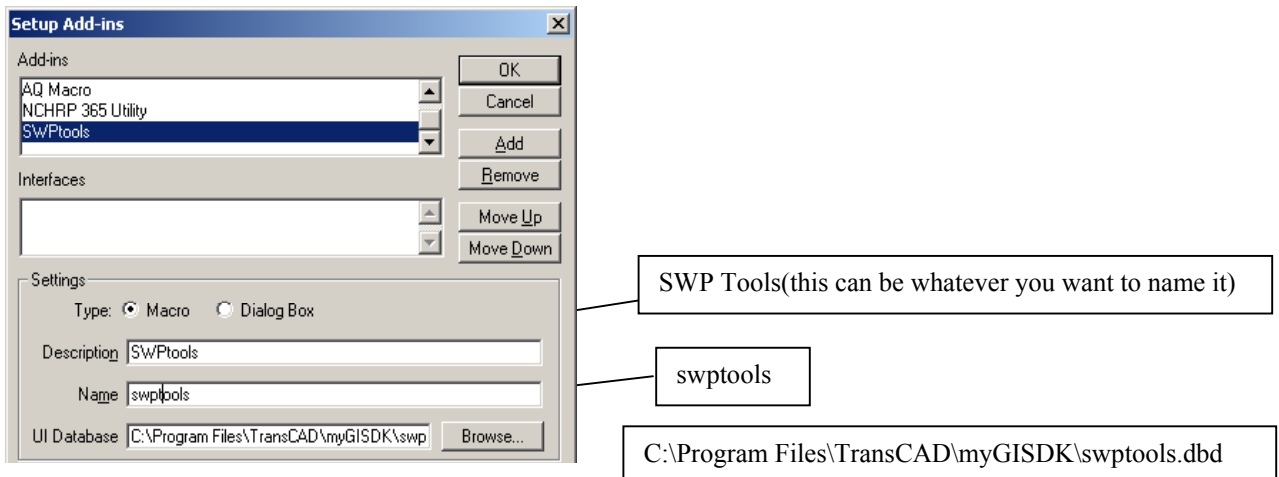 Setup Add-ins
Add-ins
AQ Macro
NCHRP 365 Utility
SWPtools
OK
Cancel
Add
Remove
Interfaces
Move Up
Move Down
Settings
Type: Macro Dialog Box
Description SWPtools
Name swptools
UI Database C:\Program Files\TransCAD\myGISDK\swp Browse...
SWP Tools(this can be whatever you want to name it)
swptools
C:\Program Files\TransCAD\myGISDK\swptools.dbd